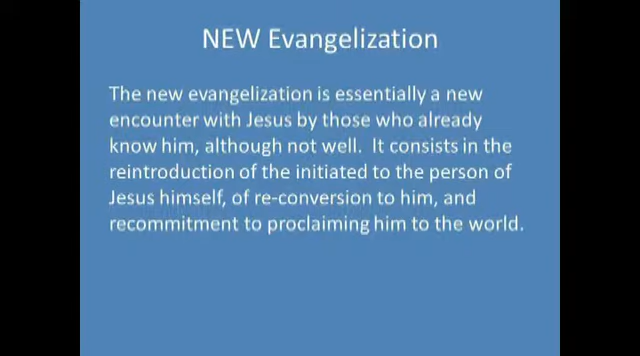 NEW Evangelization
The new evangelization is essentially a new
encounter with Jesus by those who already
know him, although not well.  It consists in the
reintroduction of the initiated to the person of
Jesus himself, of re-conversion to him, and
recommitment to proclaiming him to the world.